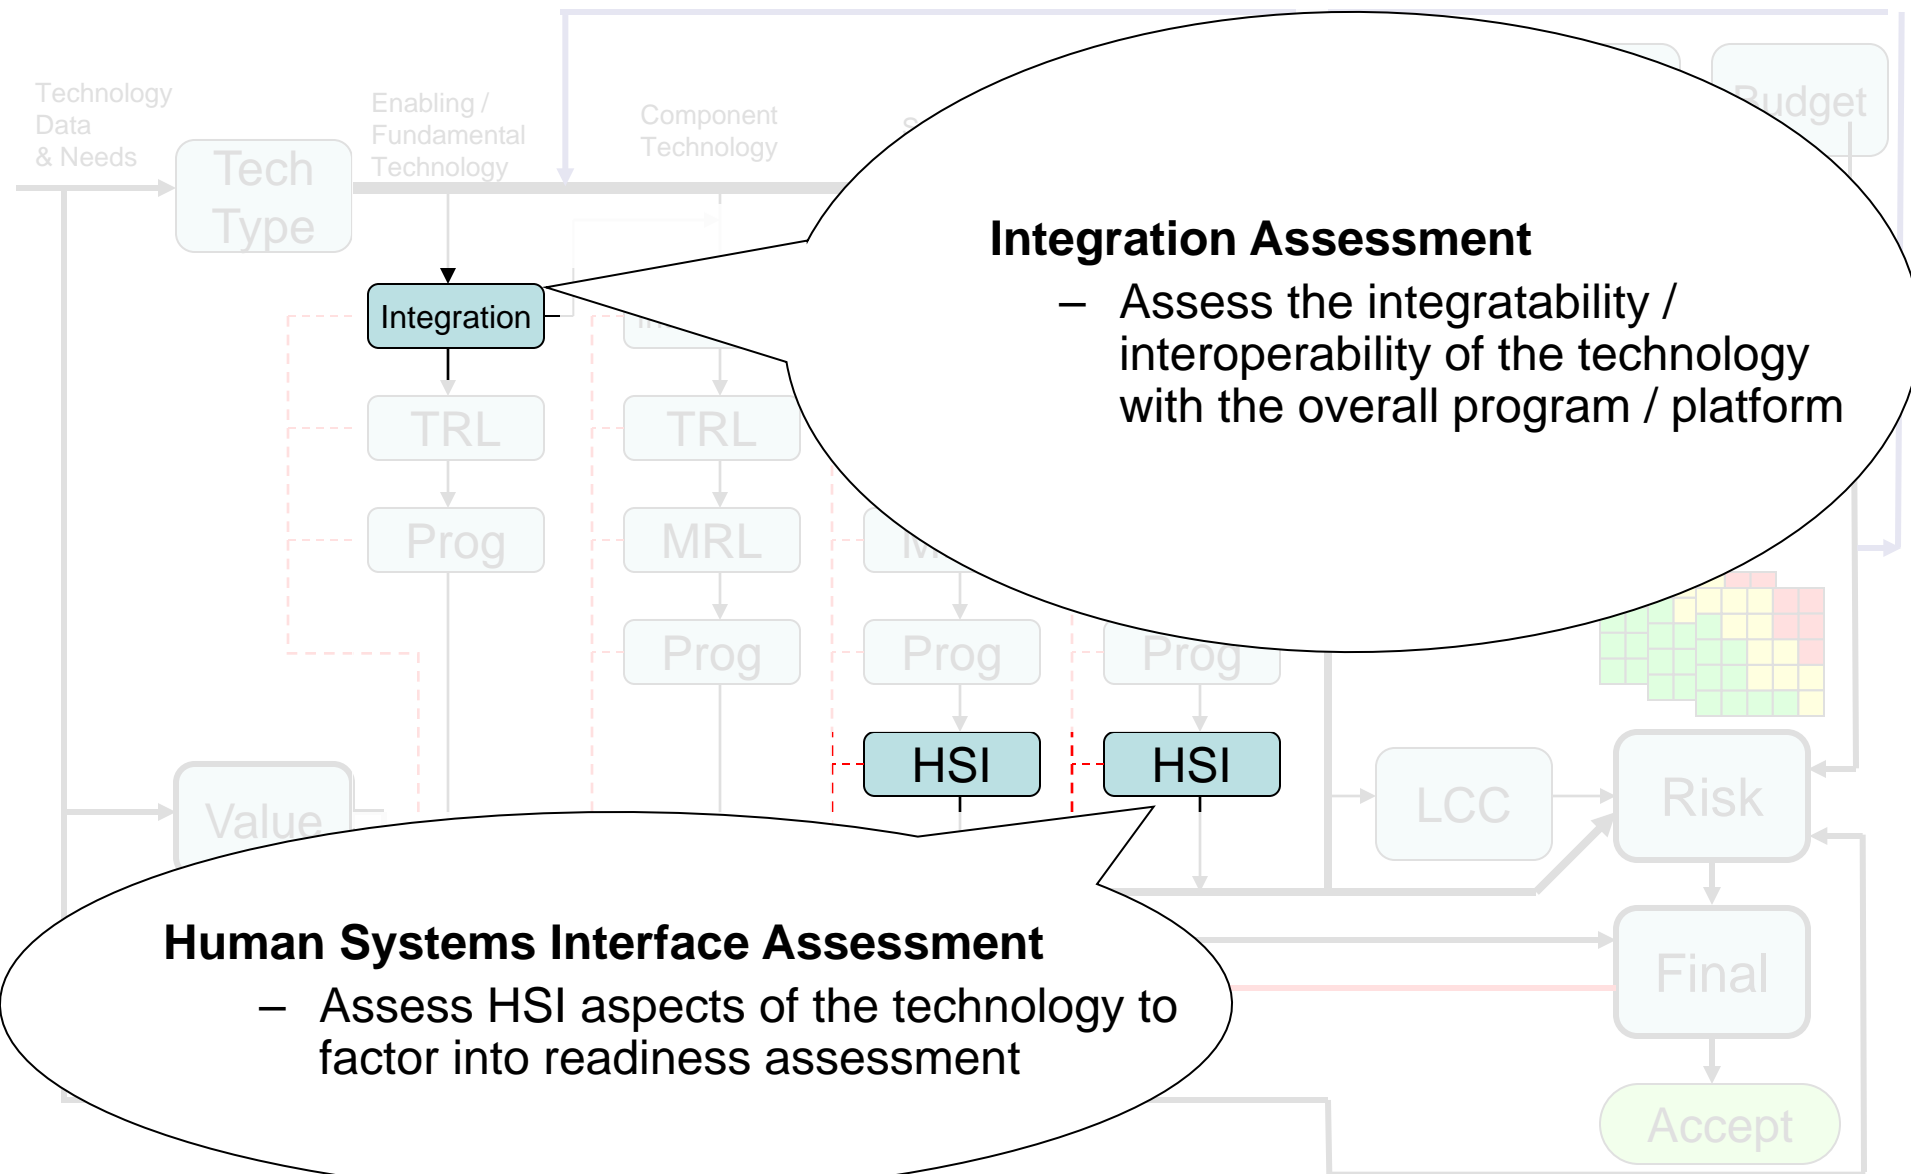 Technology
Data
& Needs
Tech
Type
Enabling /
Fundamental
Technology
Component
Technology
Budget
Integration Assessment
– Assess the integratability /
interoperability of the technology
with the overall program / platform
Integration
TRL
TRL
Prog
MRL
Prog
Prog
Prog
HSI
HSI
Value
LCC
Risk
Human Systems Interface Assessment
– Assess HSI aspects of the technology to
factor into readiness assessment
Final
Accept